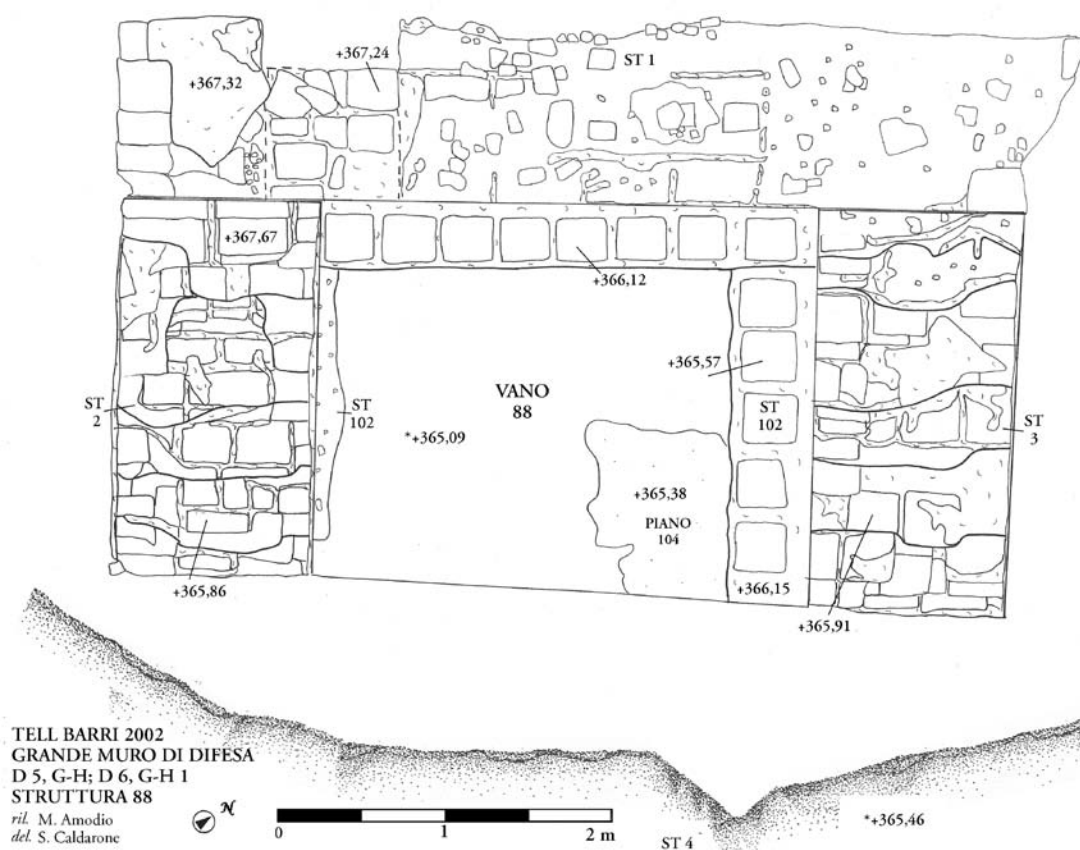 +367,24
ST 1
+367,32
+367,67
+366,12
+365,57
VANO
88
ST
2
ST
102
ST
102
ST
3
*+365,09
+365,38
PIANO
104
+365,86
+366,15
+365,91
TELL BARRI 2002
GRANDE MURO DI DIFESA
D 5, G-H; D 6, G-H 1
STRUTTURA 88
ril. M. Amodio
del. S. Caldarone
N
0
1
2 m
ST 4
*+365,46